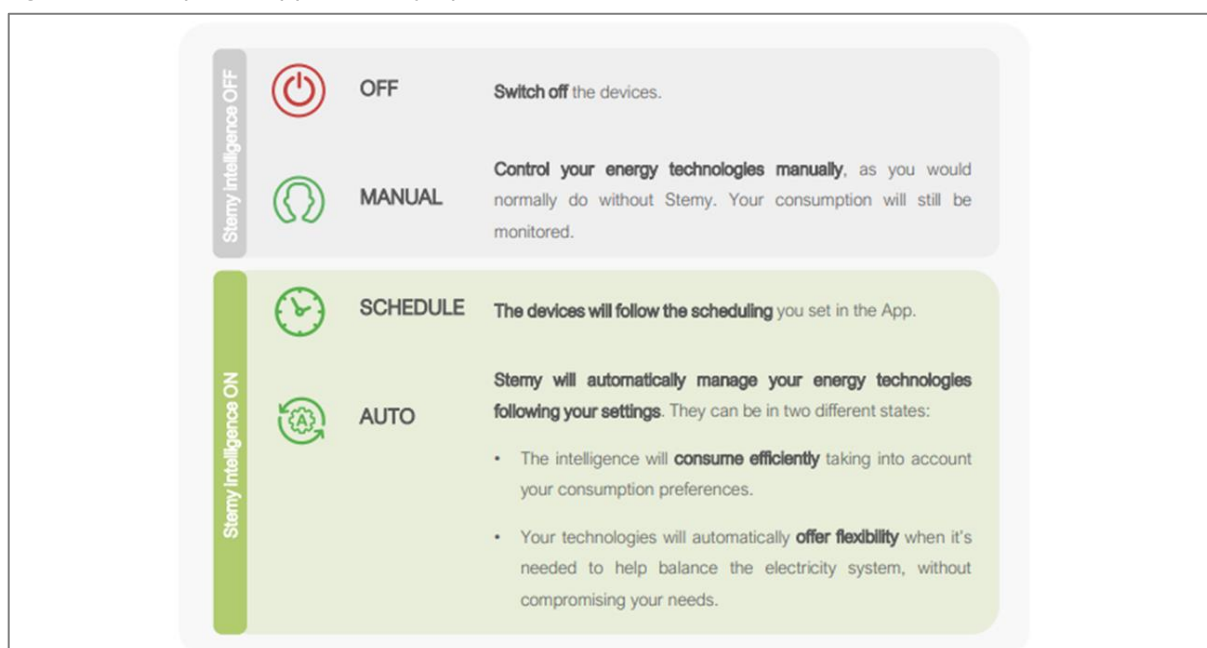 Stemy intelligence OFF
OFF
Switch off the devices.
MANUAL
Control your energy technologies manually, as you would
normally do without Stemy. Your consumption will still be
monitored.
Stemy Intelligence ON
SCHEDULE
The devices will follow the scheduling you set in the App.
AUTO
Stemy will automatically manage your energy technologies
following your settings. They can be in two different states:
• The intelligence will consume efficiently taking into account
your consumption preferences.
• Your technologies will automatically offer flexibility when it's
needed to help balance the electricity system, without
compromising your needs.
A